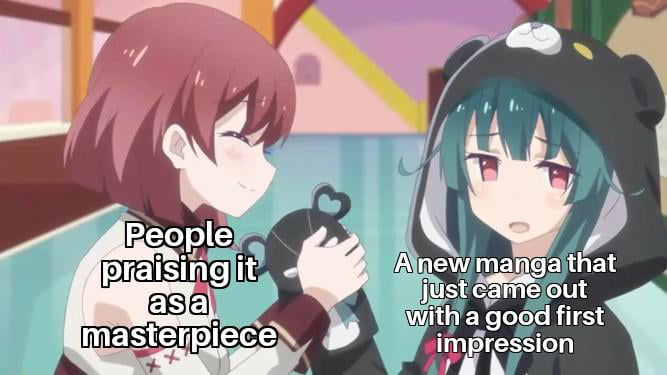 People
praising it
as a
masterpiece
A new manga that
just came out
with a good first
impression